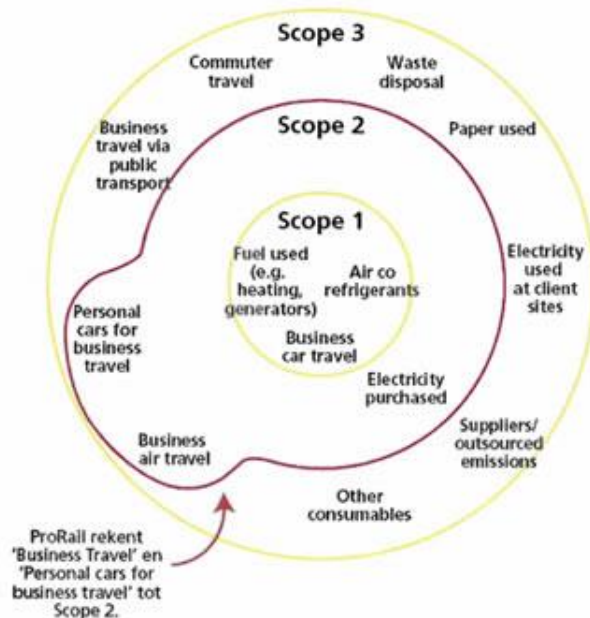 Scope 3
Commuter
travel
Waste
disposal
Business
travel via
public
transport
Scope 2
Paper used
Scope 1
Fuel used
(e.g.
heating,
generators)
Air co
refrigerants
Electricity
used
at client
sites
Personal
cars for
business
travel
Business
car travel
Electricity
purchased
Business
air travel
Suppliers/
outsourced
emissions
Other
consumables
ProRail rekent
'Business Travel' en
'Personal cars for
business travel' tot
Scope 2.